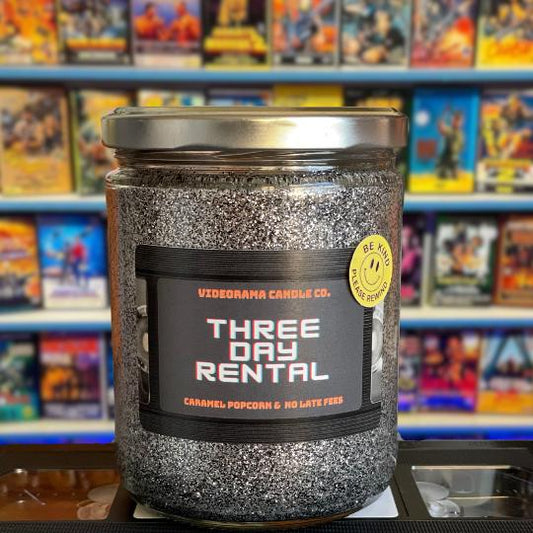 VIDEORAMA CANDLE CO.
THREE
DAY
RENTAL
CARAMEL POPCORN & NO LATE FEES
BE KIND
PLEASE REWIND